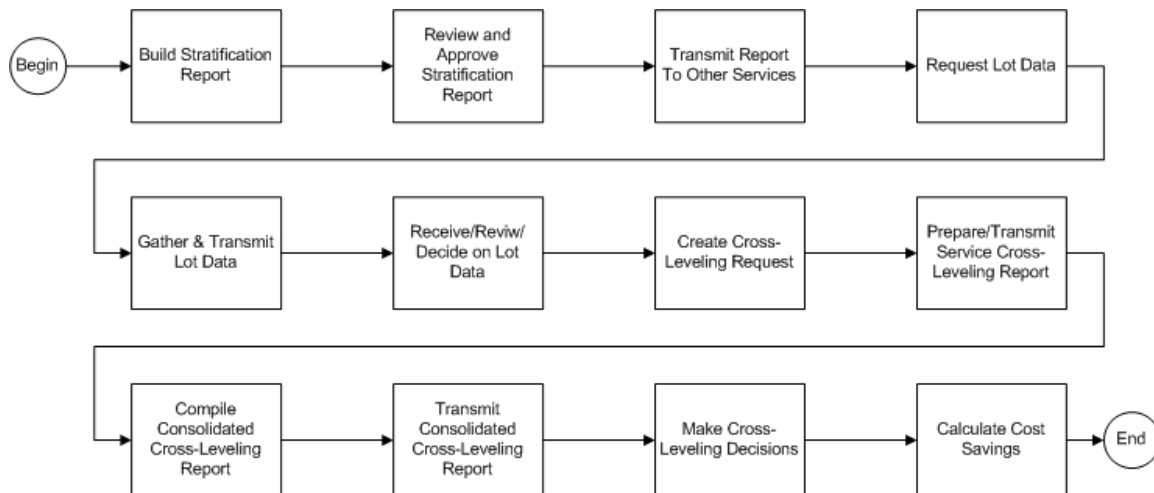 Begin
Build Stratification
Report
Review and
Approve
Stratification
Report
Transmit Report
To Other Services
Request Lot Data
Gather & Transmit
Lot Data
Receive/Reviw/
Decide on Lot
Data
Create Cross-
Leveling Request
Prepare/Transmit
Service Cross-
Leveling Report
Compile
Consolidated
Cross-Leveling
Report
Transmit
Consolidated
Cross-Leveling
Report
Make Cross-
Leveling Decisions
Calculate Cost
Savings
End